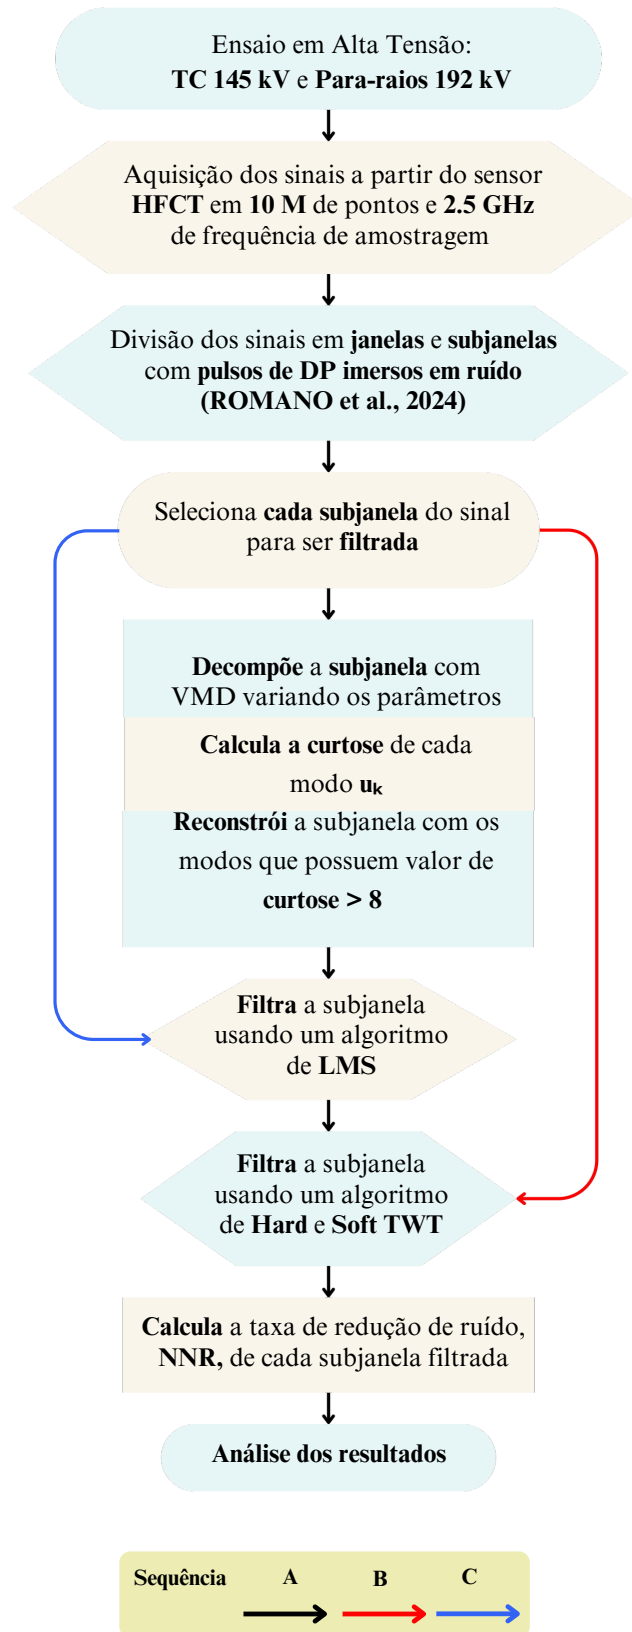 Ensaio em Alta Tensão:
TC 145 kV e Para-raios 192 kV
Aquisição dos sinais a partir do sensor
HFCT em 10 M de pontos e 2.5 GHz
de frequência de amostragem
Divisão dos sinais em janelas e subjanelas
com pulsos de DP imersos em ruído
(ROMANO et al., 2024)
Seleciona cada subjanela do sinal
para ser filtrada
Decompõe a subjanela com
VMD variando os parâmetros
Calcula a curtose de cada
modo uₖ
Reconstrói a subjanela com os
modos que possuem valor de
curtose > 8
Filtra a subjanela
usando um algoritmo
de LMS
Filtra a subjanela
usando um algoritmo
de Hard e Soft TWT
Calcula a taxa de redução de ruído,
NNR, de cada subjanela filtrada
Análise dos resultados
Sequência A B C